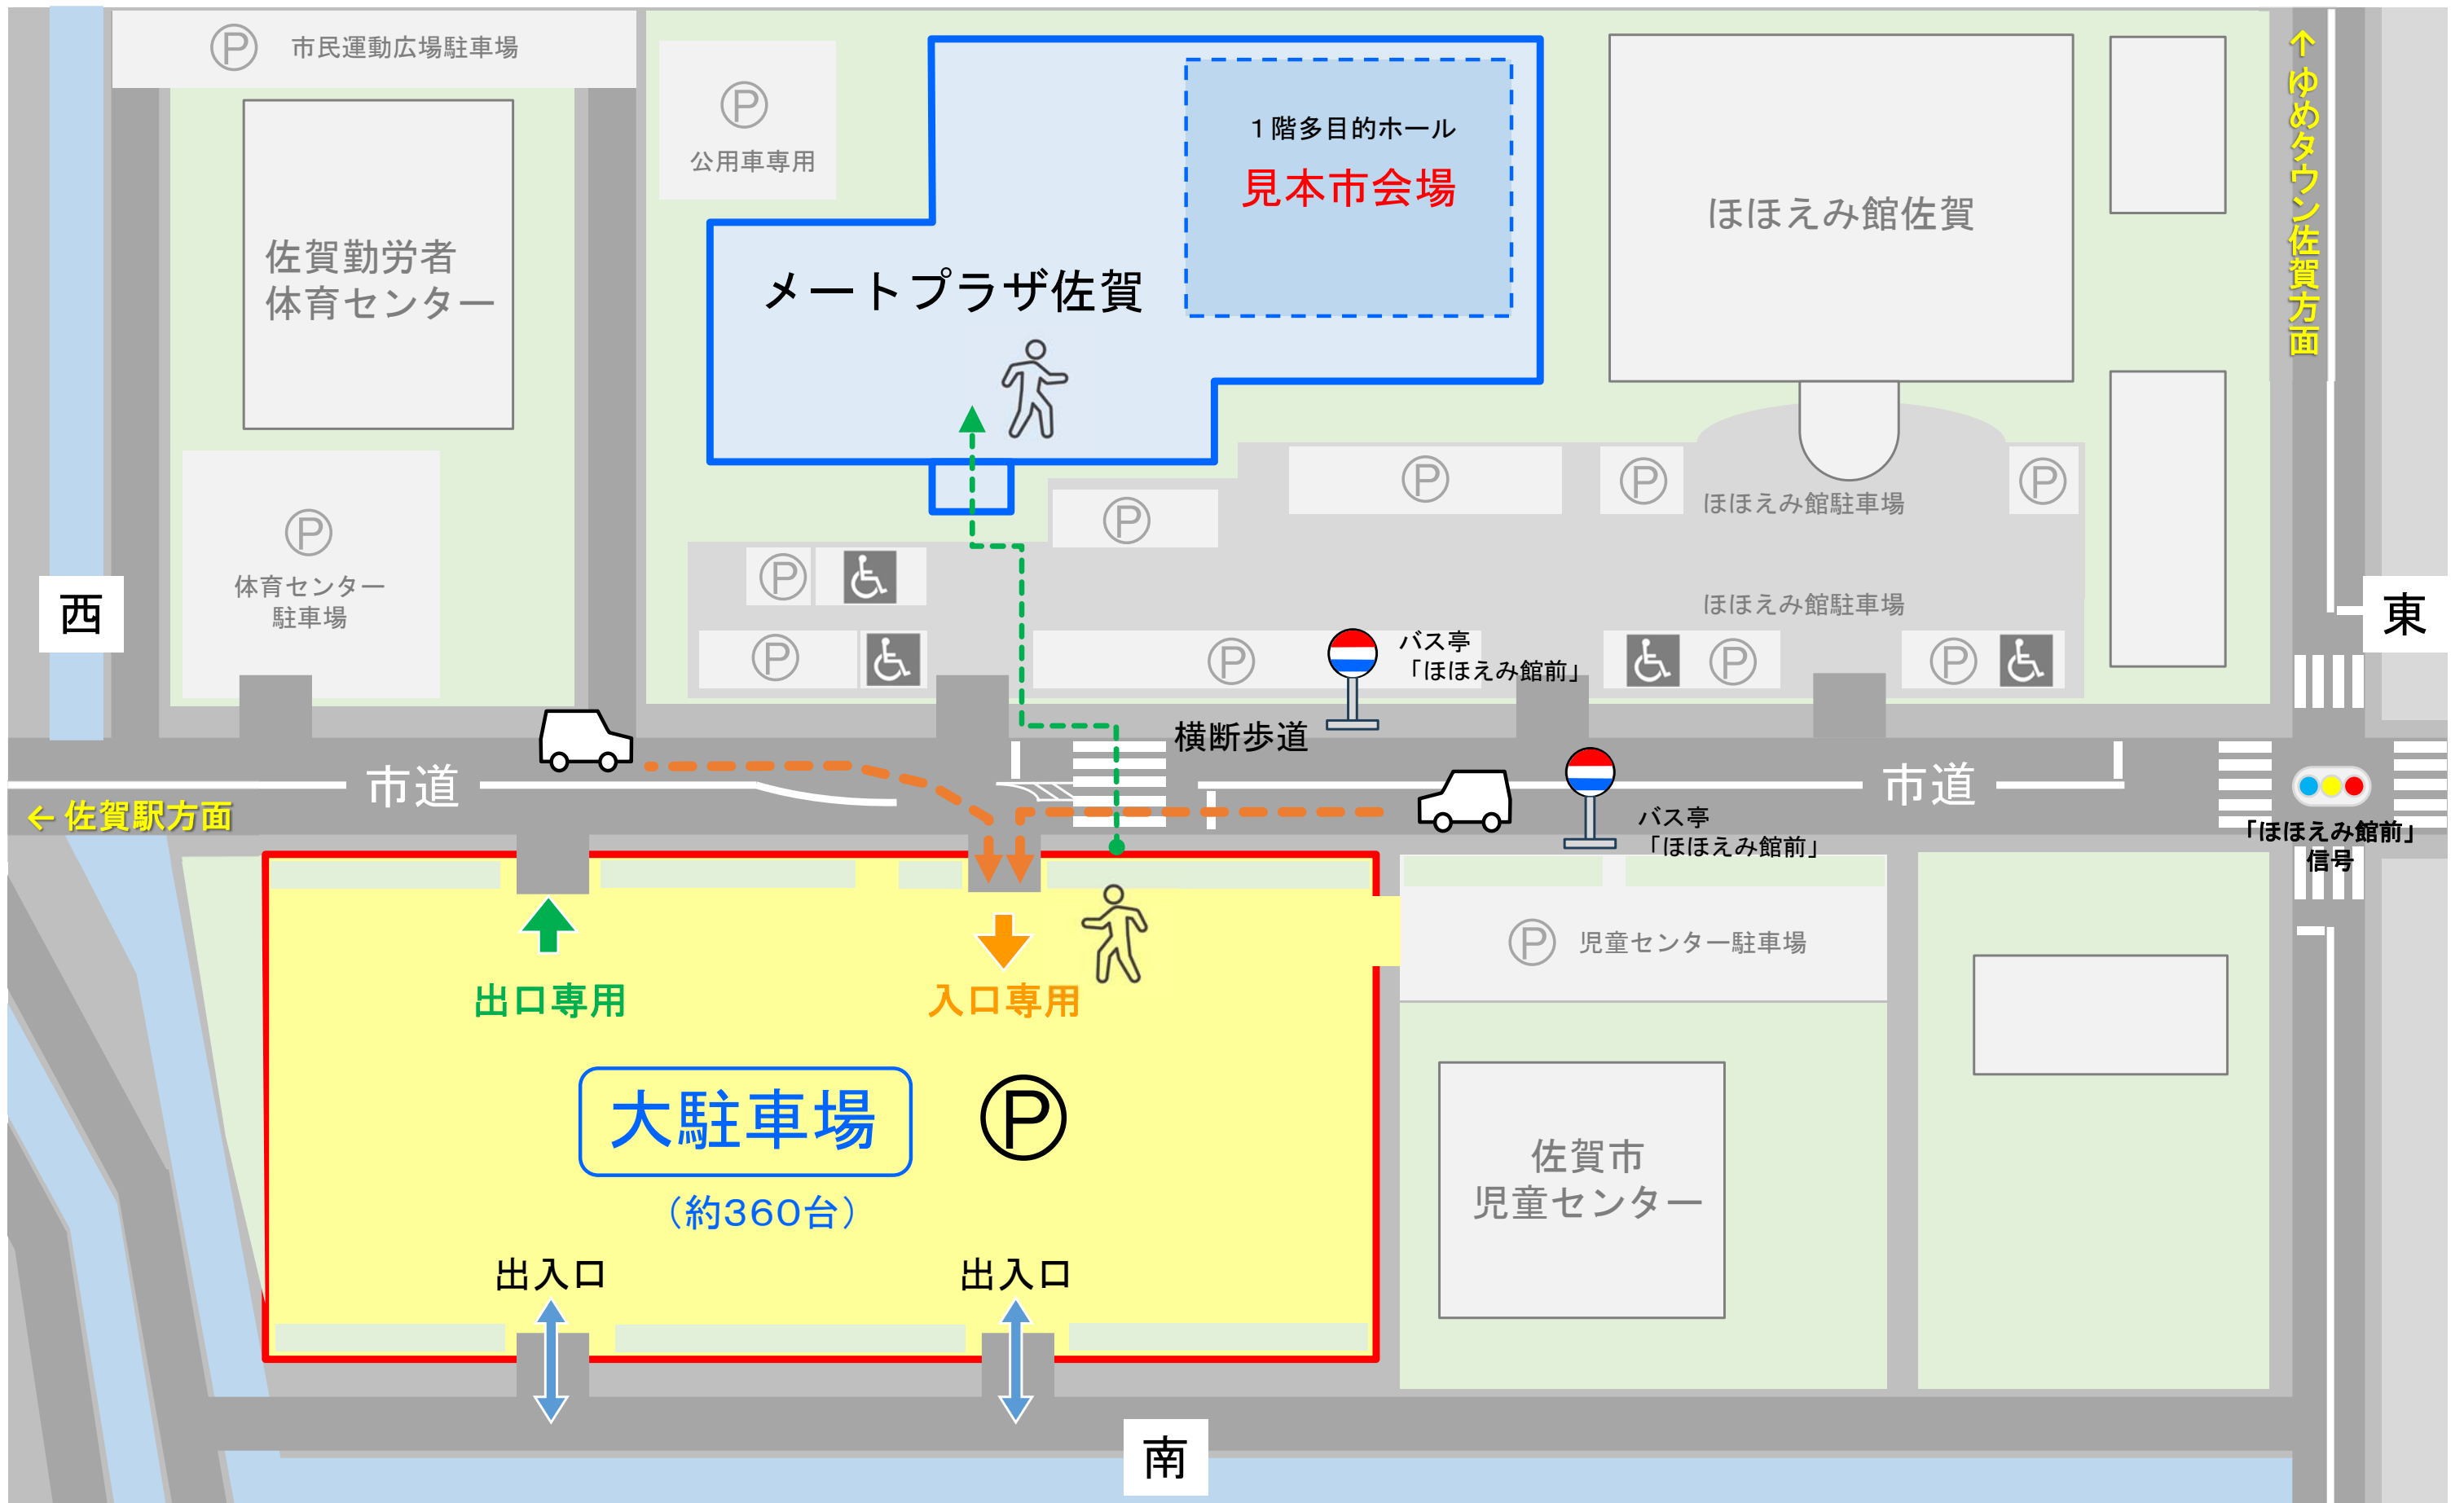 Ⓟ 市民運動広場駐車場
Ⓟ
公用車専用
１階多目的ホール
見本市会場
↑ゆめタウン佐賀方面
ほほえみ館佐賀
佐賀勤労者
体育センター
メートプラザ佐賀
Ⓟ
Ⓟ
Ⓟ
Ⓟ
ほほえみ館駐車場
Ⓟ
体育センター
駐車場
Ⓟ
西
東
ほほえみ館駐車場
Ⓟ
Ⓟ
バス亭
「ほほえみ館前」
Ⓟ
Ⓟ
横断歩道
市道
市道
←佐賀駅方面
バス亭
「ほほえみ館前」
「ほほえみ館前」
信号
Ⓟ 児童センター駐車場
出口専用
入口専用
大駐車場
Ⓟ
（約360台）
佐賀市
児童センター
出入口
出入口
南